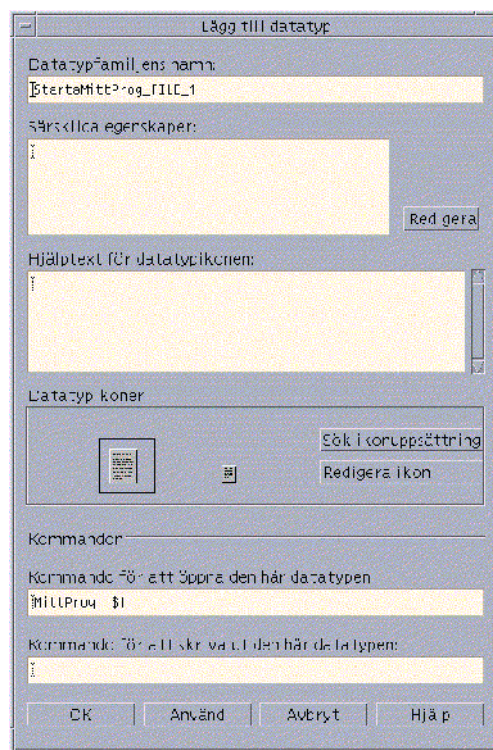 Lägg till datatyp
Datatypfamiljens namn:
StartaMittProg_FILE_1
Särskilda egenskaper:
Redigera
Hjälptext för datatypikonen:
Datatypikoner
Sök ikonuppsättning
Redigera ikon
Kommandon
Kommando för att öppna den här datatypen
MittProg
Kommando för att skriva ut den här datatypen:
OK
Använd
Avbryt
Hjälp